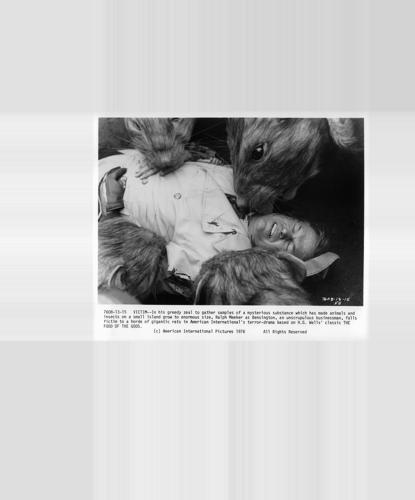 7608-13-15
7608-13-15 VICTIM--In his greedy zeal to gather samples of a mysterious substance which has made animals and
insects on a small island grow to enormous size, Ralph Meeker as Bensington, an unscrupulous businessman, falls
victim to a horde of gigantic rats in American International's terror-drama based on H.G. Wells' classic THE
FOOD OF THE GODS.
(c) American International Pictures 1976 All Rights Reserved